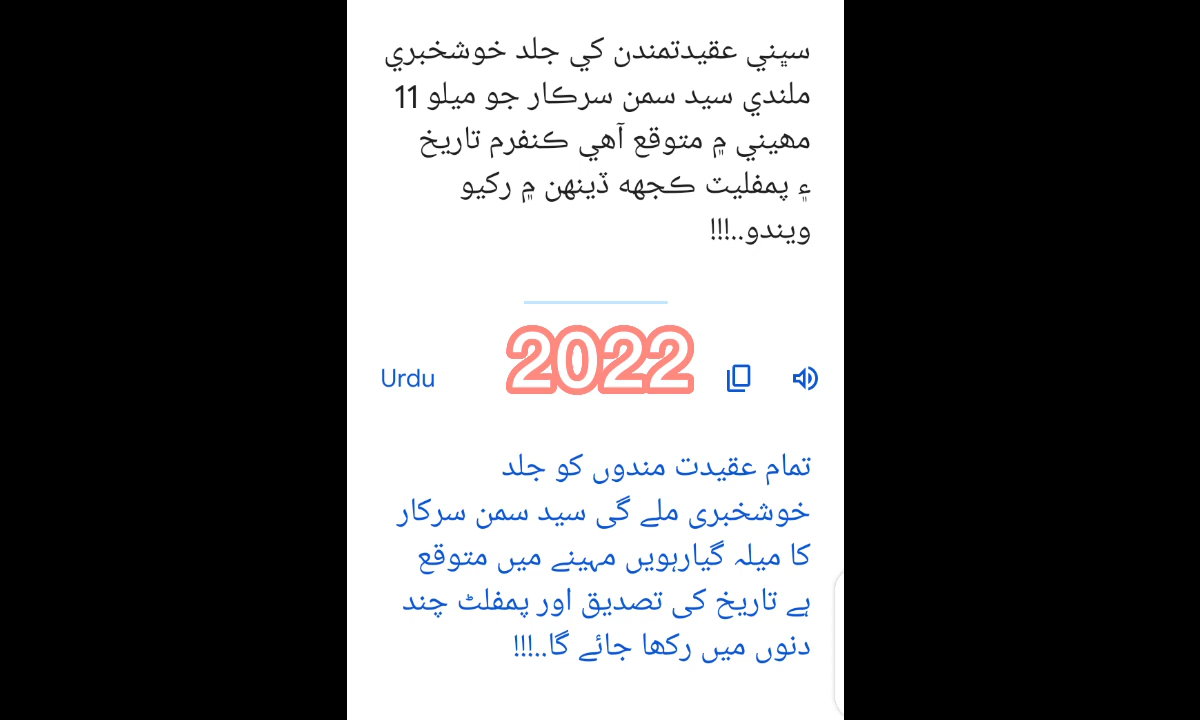 سڀني عقيدتمندن کي جلد خوشخبري
ملندي سيد سمن سرڪار جو ميلو 11
مهيني ۾ متوقع آهي ڪنفرم تاريخ
۽ پمفليٽ ڪجهه ڏينهن ۾ رکيو
ويندو..!!!
2022
Urdu
تمام عقیدت مندوں کو جلد
خوشخبری ملے گی سید سمن سرکار
کا میلہ گیارہویں مہینے میں متوقع
ہے تاریخ کی تصدیق اور پمفلٹ چند
دنوں میں رکھا جائے گا..!!!